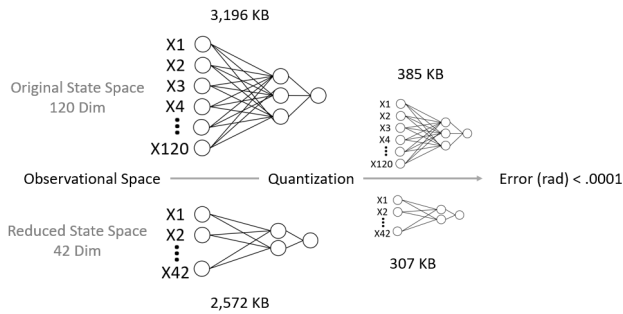 3,196 KB
X1
X2
X3
X4
X120
Original State Space
120 Dim
385 KB
X1
X2
X3
X4
X120
Observational Space
Quantization
Error (rad) < .0001
Reduced State Space
42 Dim
X1
X2
X42
2,572 KB
X1
X2
X42
307 KB